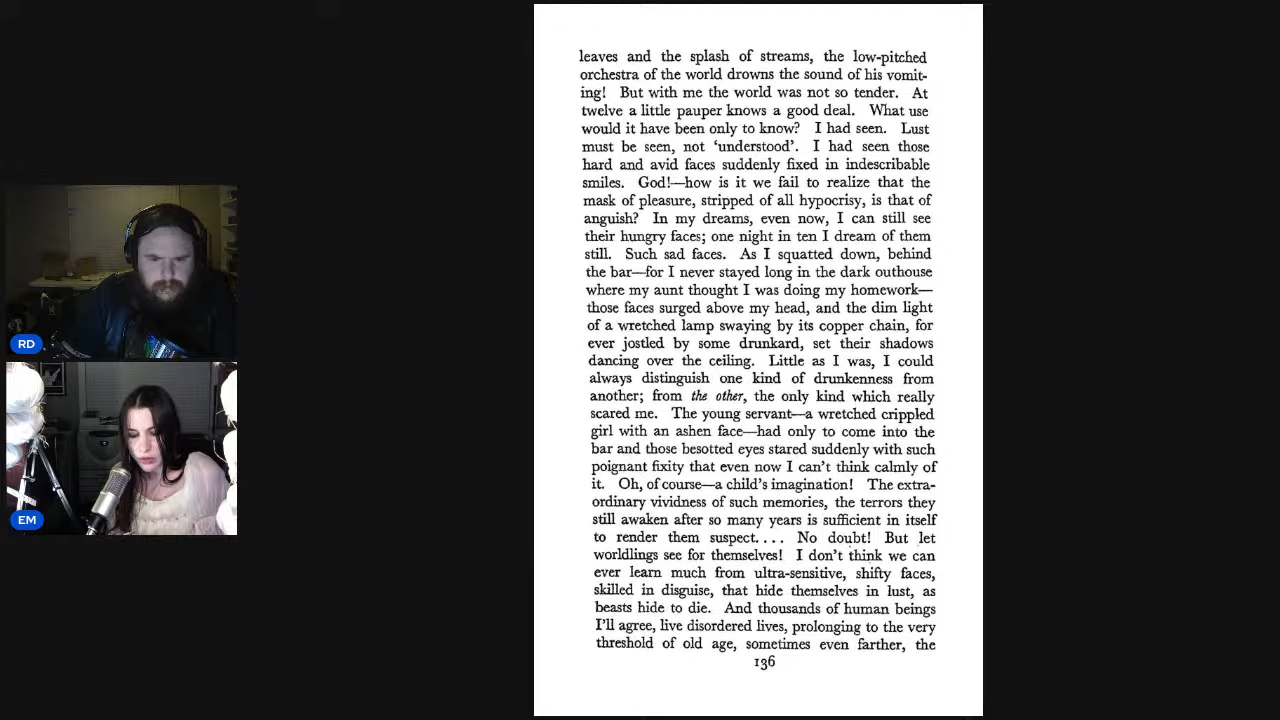 leaves and the splash of streams, the low-pitched
orchestra of the world drowns the sound of his vomit-
ing! But with me the world was not so tender. At
twelve a little pauper knows a good deal. What use
would it have been only to know? I had seen. Lust
must be seen, not ‘understood’. I had seen those
hard and avid faces suddenly fixed in indescribable
smiles. God!—how is it we fail to realize that the
mask of pleasure, stripped of all hypocrisy, is that of
anguish? In my dreams, even now, I can still see
their hungry faces; one night in ten I dream of them
still. Such sad faces. As I squatted down, behind
the bar—for I never stayed long in the dark outhouse
where my aunt thought I was doing my homework—
those faces surged above my head, and the dim light
of a wretched lamp swaying by its copper chain, for
ever jostled by some drunkard, set their shadows
dancing over the ceiling. Little as I was, I could
always distinguish one kind of drunkenness from
another; from the other, the only kind which really
scared me. The young servant—a wretched crippled
girl with an ashen face—had only to come into the
bar and those besotted eyes stared suddenly with such
poignant fixity that even now I can’t think calmly of
it. Oh, of course—a child’s imagination! The extra-
ordinary vividness of such memories, the terrors they
still awaken after so many years is sufficient in itself
to render them suspect.... No doubt! But let
worldlings see for themselves! I don’t think we can
ever learn much from ultra-sensitive, shifty faces,
skilled in disguise, that hide themselves in lust, as
beasts hide to die. And thousands of human beings
I’ll agree, live disordered lives, prolonging to the very
threshold of old age, sometimes even farther, the
136
RD
EM